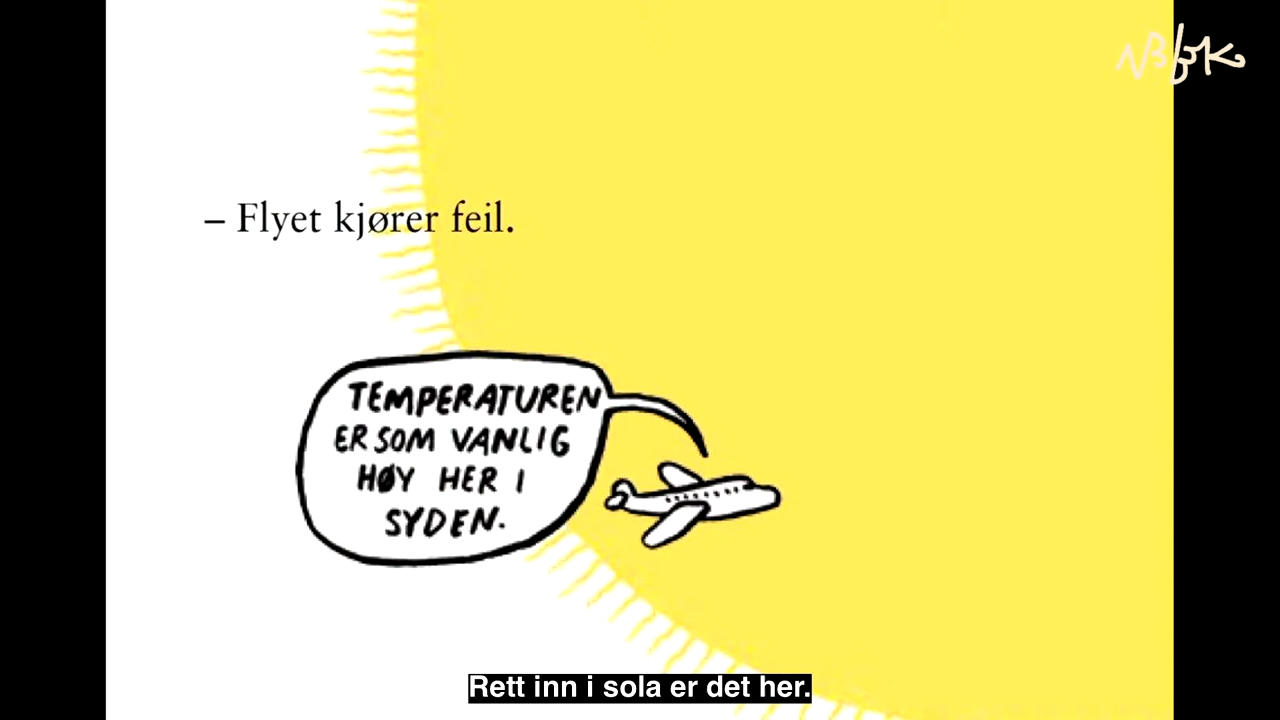 – Flyet kjører feil.
TEMPERATUREN
ER SOM VANLIG
HØY HER I
SYDEN.
Rett inn i sola er det her.